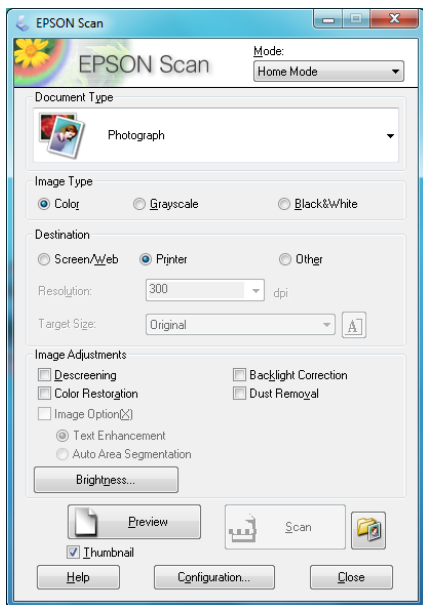 EPSON Scan
EPSON Scan
Mode:
Home Mode
Document Type
Photograph
Image Type
Color Grayscale Black&White
Destination
Screen/Web Printer Other
Resolution: 300 dpi
Target Size: Original A
Image Adjustments
Descreening Backlight Correction
Color Restoration Dust Removal
Image Option(X)
Text Enhancement
Auto Area Segmentation
Brightness...
Preview Scan
Thumbnail
Help Configuration... Close